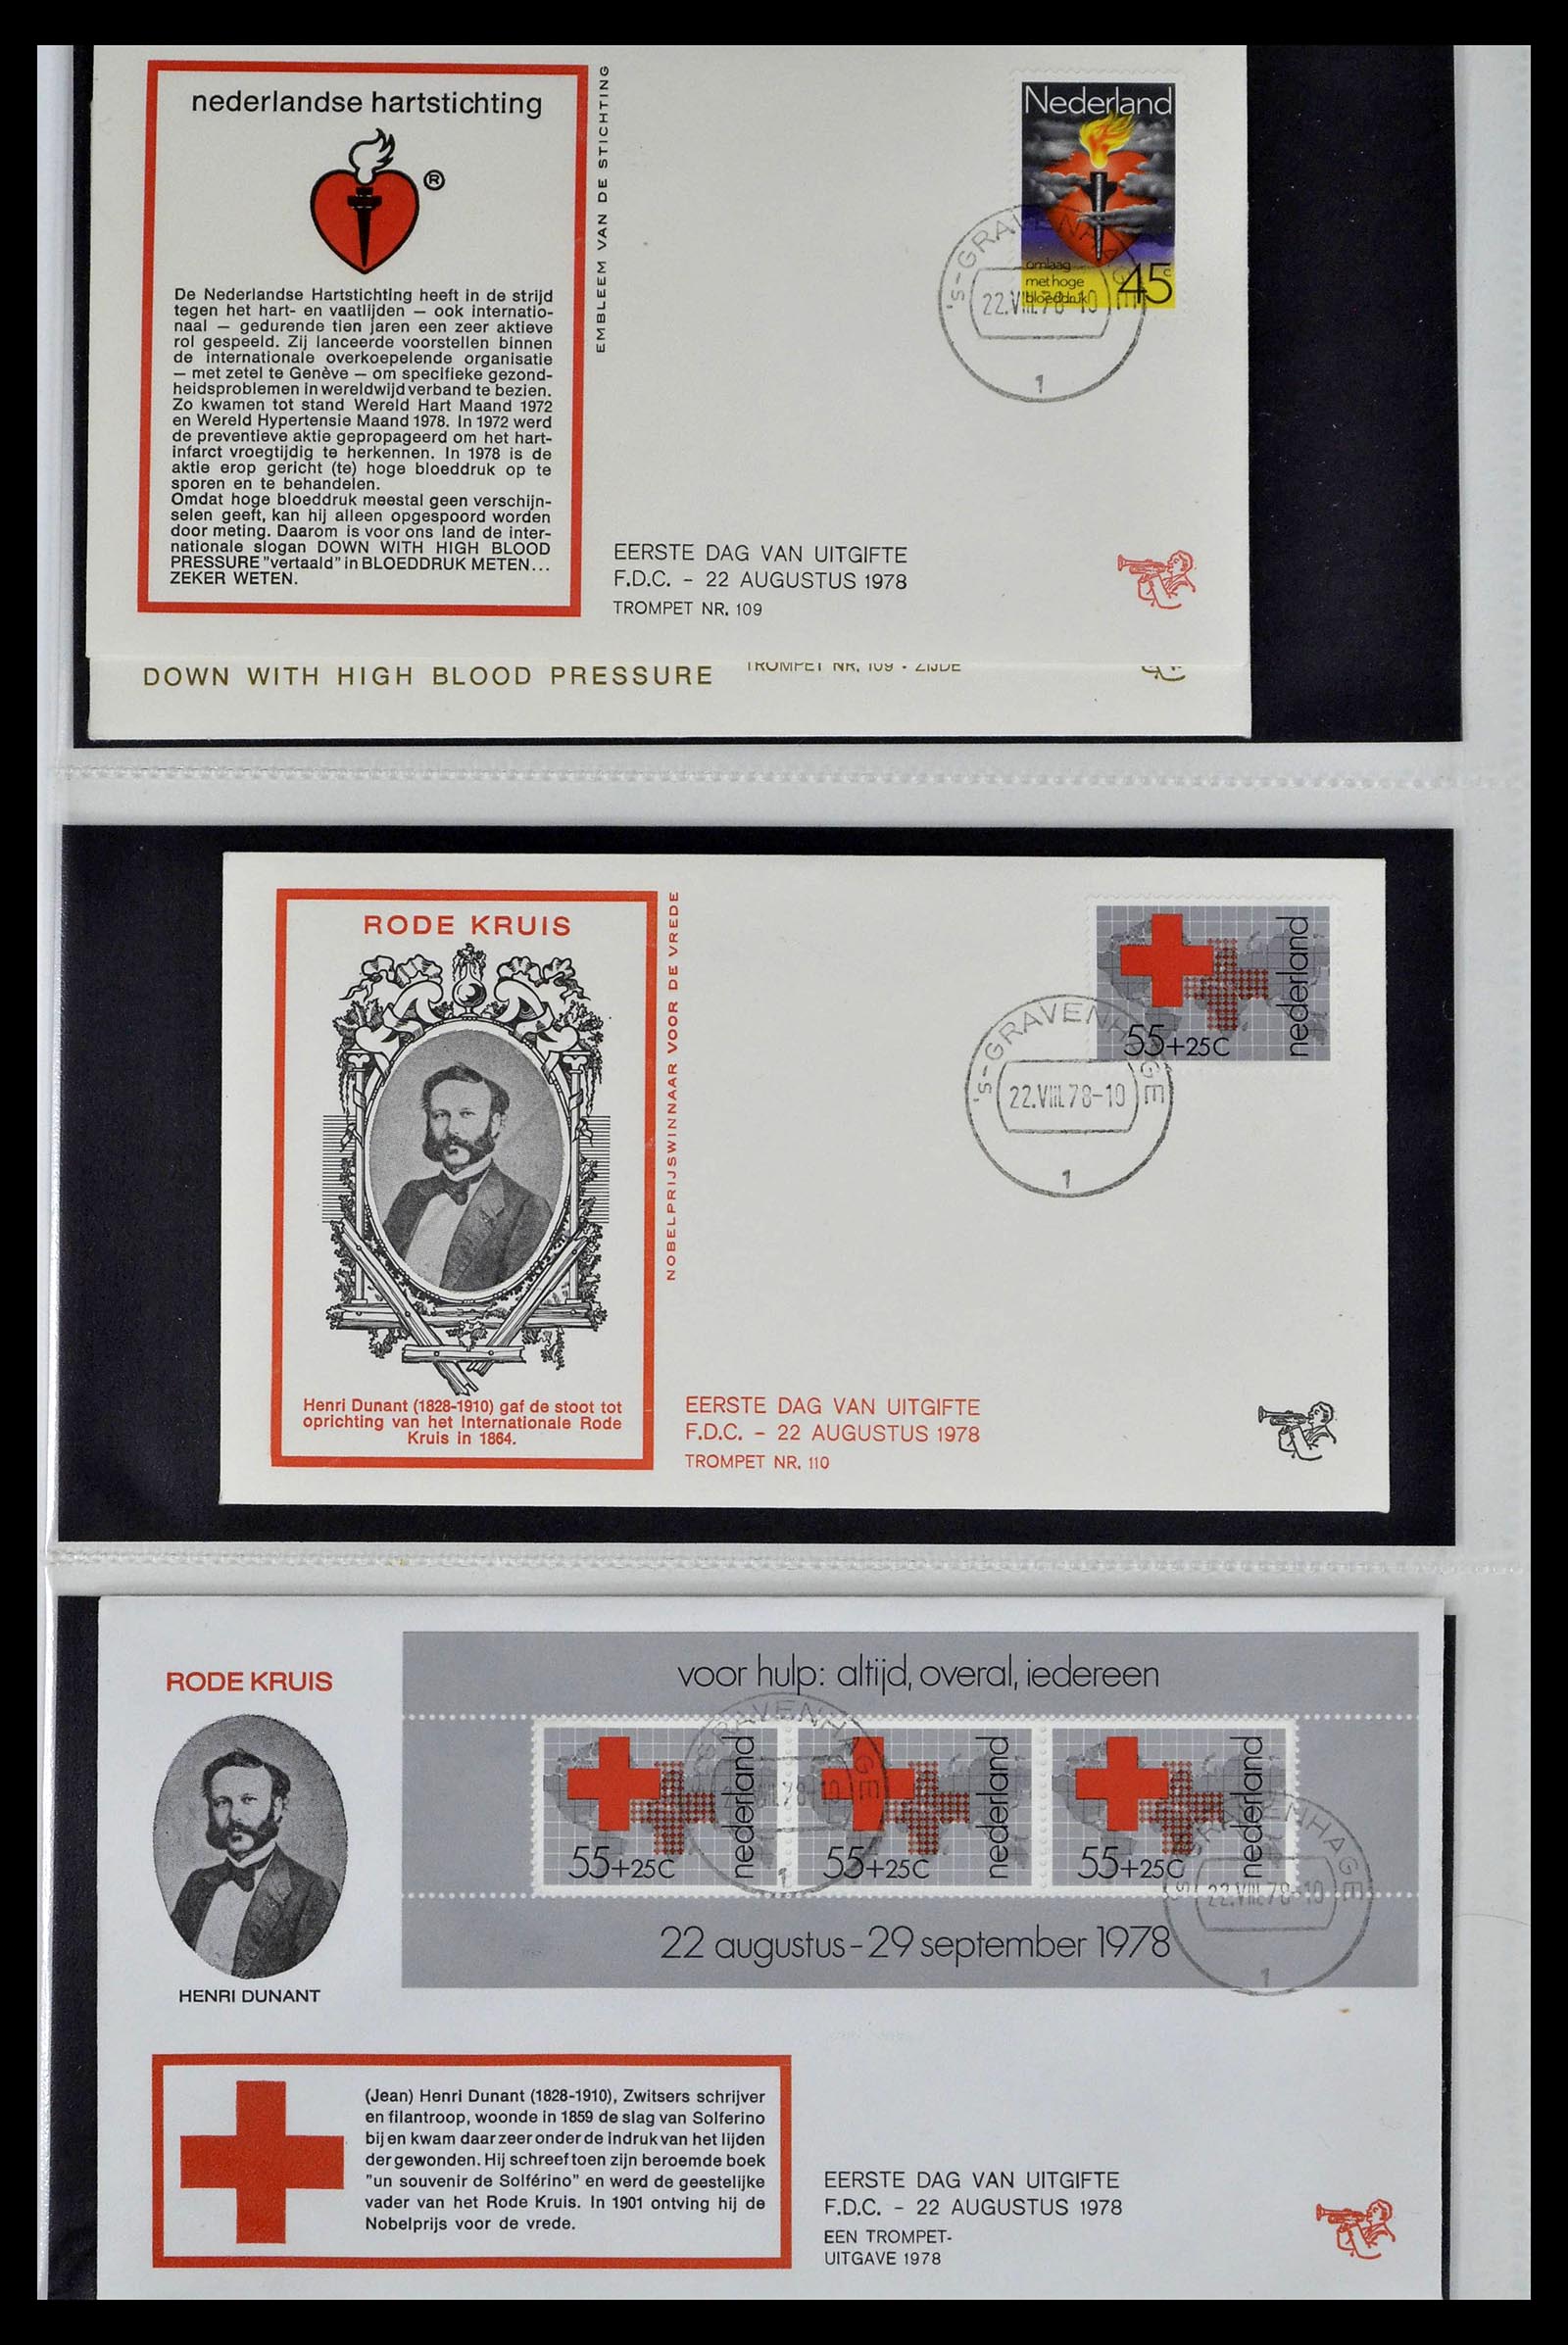 nederlandse hartstichting
®
EMBLEEM VAN DE STICHTING
De Nederlandse Hartstichting heeft in de strijd
tegen het hart- en vaatlijden — ook internatio-
naal — gedurende tien jaren een zeer aktieve
rol gespeeld. Zij lanceerde voorstellen binnen
de internationale overkoepelende organisatie
— met zetel te Genève — om specifieke gezond-
heidsproblemen in wereldwijd verband te bezien.
Zo kwamen tot stand Wereld Hart Maand 1972
en Wereld Hypertensie Maand 1978. In 1972 werd
de preventieve aktie gepropageerd om het hart-
infarct vroegtijdig te herkennen. In 1978 is de
aktie erop gericht (te) hoge bloeddruk op te
sporen en te behandelen.
Omdat hoge bloeddruk meestal geen verschijn-
selen geeft, kan hij alleen opgespoord worden
door meting. Daarom is voor ons land de inter-
nationale slogan DOWN WITH HIGH BLOOD
PRESSURE "vertaald" in BLOEDDRUK METEN...
ZEKER WETEN.
Nederland
omlaag
met hoge
bloeddruk
45c
's-GRAVENHAGE
22.VIII.78-10
1
EERSTE DAG VAN UITGIFTE
F.D.C. - 22 AUGUSTUS 1978
TROMPET NR. 109
DOWN WITH HIGH BLOOD PRESSURE
TROMPET NR. 109 - ZIJDE
RODE KRUIS
NOBELPRIJSWINNAAR VOOR DE VREDE
Henri Dunant (1828-1910) gaf de stoot tot
oprichting van het Internationale Rode
Kruis in 1864.
nederland
55+25C
's-GRAVENHAGE
22.VIII.78-10
1
EERSTE DAG VAN UITGIFTE
F.D.C. - 22 AUGUSTUS 1978
TROMPET NR. 110
RODE KRUIS
HENRI DUNANT
voor hulp: altijd, overal, iedereen
55+25C
nederland
55+25C
nederland
55+25C
nederland
GRAVENHAGE
22.VIII.78-10
1
's-GRAVENHAGE
22.VIII.78-10
1
22 augustus-29 september 1978
(Jean) Henri Dunant (1828-1910), Zwitsers schrijver
en filantroop, woonde in 1859 de slag van Solferino
bij en kwam daar zeer onder de indruk van het lijden
der gewonden. Hij schreef toen zijn beroemde boek
"un souvenir de Solférino" en werd de geestelijke
vader van het Rode Kruis. In 1901 ontving hij de
Nobelprijs voor de vrede.
EERSTE DAG VAN UITGIFTE
F.D.C. - 22 AUGUSTUS 1978
EEN TROMPET-
UITGAVE 1978